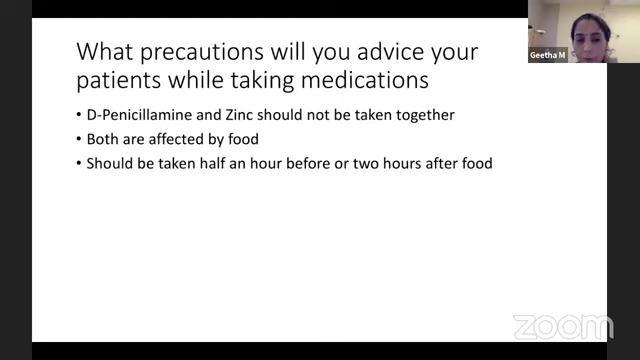 What precautions will you advice your
patients while taking medications
• D-Penicillamine and Zinc should not be taken together
• Both are affected by food
• Should be taken half an hour before or two hours after food
Geetha M
zoom